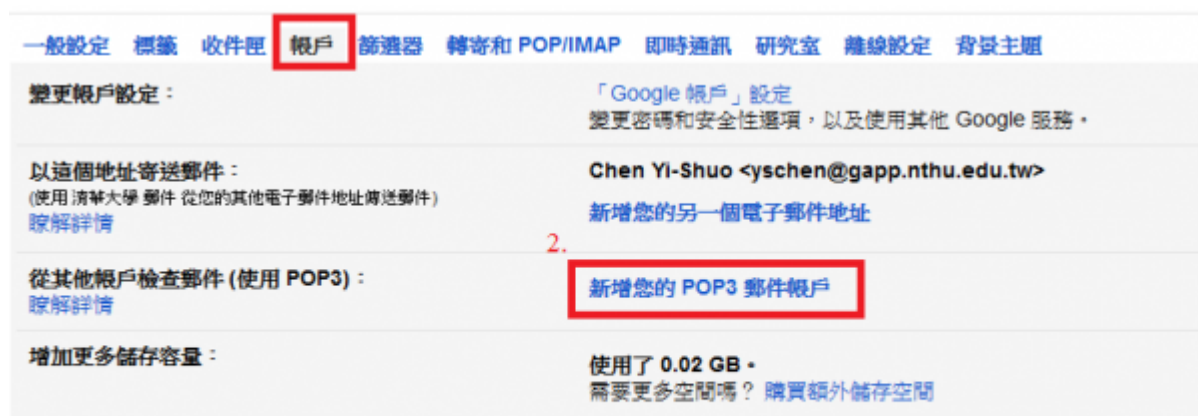 一般設定 標籤 收件匣 帳戶 篩選器 轉寄和 POP/IMAP 即時通訊 研究室 離線設定 背景主題
變更帳戶設定：
「Google 帳戶」設定
變更密碼和安全性選項，以及使用其他 Google 服務。
以這個地址寄送郵件：
(使用 清華大學 郵件 從您的其他電子郵件地址傳送郵件)
瞭解詳情
Chen Yi-Shuo <yschen@gapp.nthu.edu.tw>
新增您的另一個電子郵件地址
2.
從其他帳戶檢查郵件 (使用 POP3)：
瞭解詳情
新增您的 POP3 郵件帳戶
增加更多儲存容量：
使用了 0.02 GB。
需要更多空間嗎？ 購買額外儲存空間